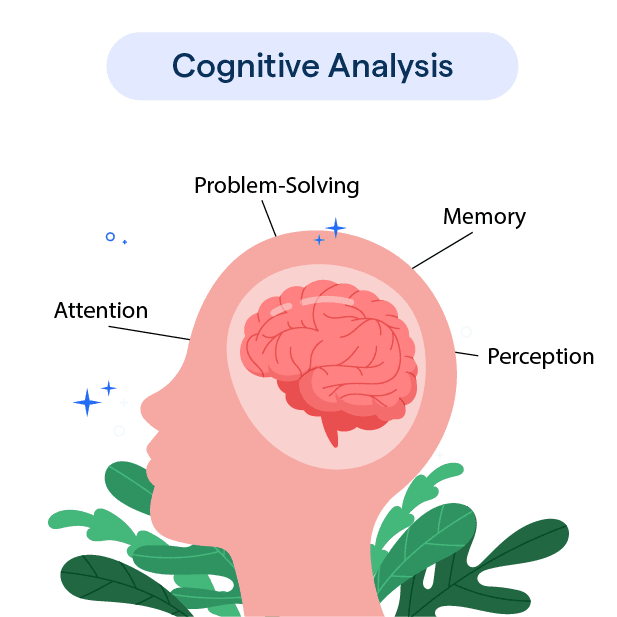 Cognitive Analysis
Problem-Solving
Memory
Attention
Perception